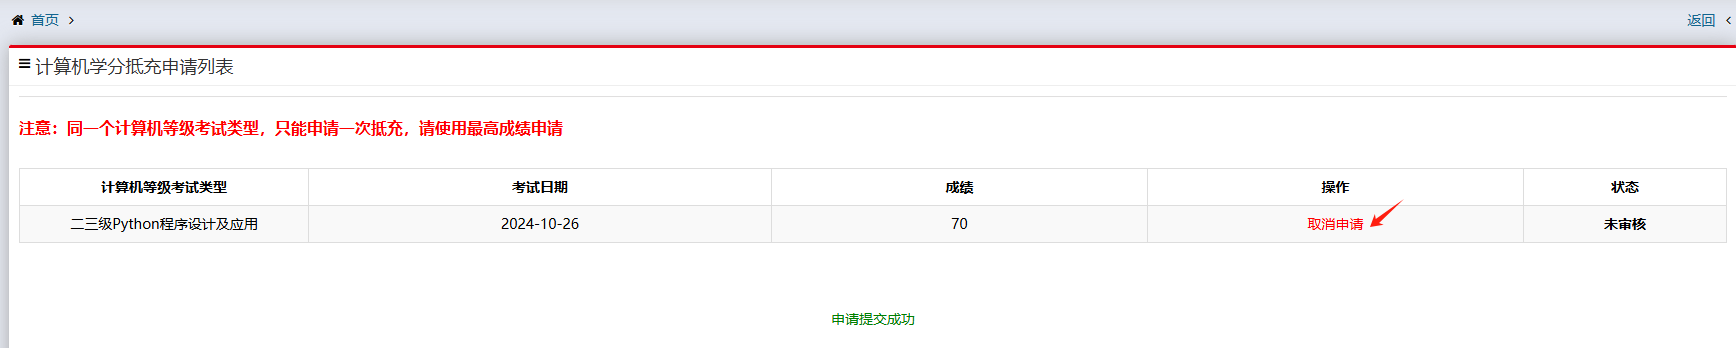 首页
返回
计算机学分抵充申请列表
注意：同一个计算机等级考试类型，只能申请一次抵充，请使用最高成绩申请
计算机等级考试类型 考试日期 成绩 操作 状态
二三级Python程序设计及应用 2024-10-26 70 取消申请 未审核
申请提交成功